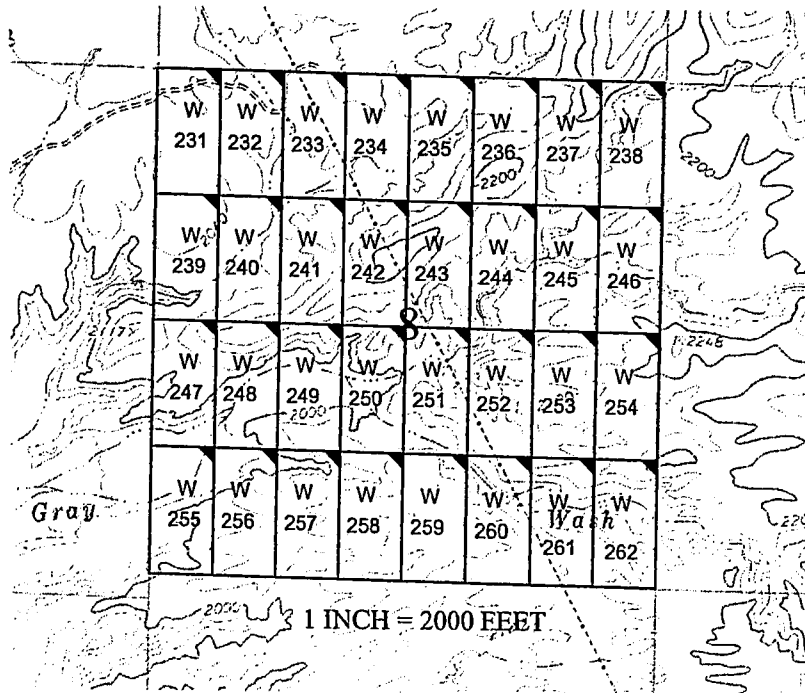 W W W W W W W W
231 232 233 234 235 236 237 238
2200
2200
W W W W W W W W
239 240 241 242 243 244 245 246
8
2248
W W W W W W W W
247 248 249 250 251 252 253 254
2000
W W W W W W W W
Gray Wash
255 256 257 258 259 260 261 262
2000
1 INCH = 2000 FEET